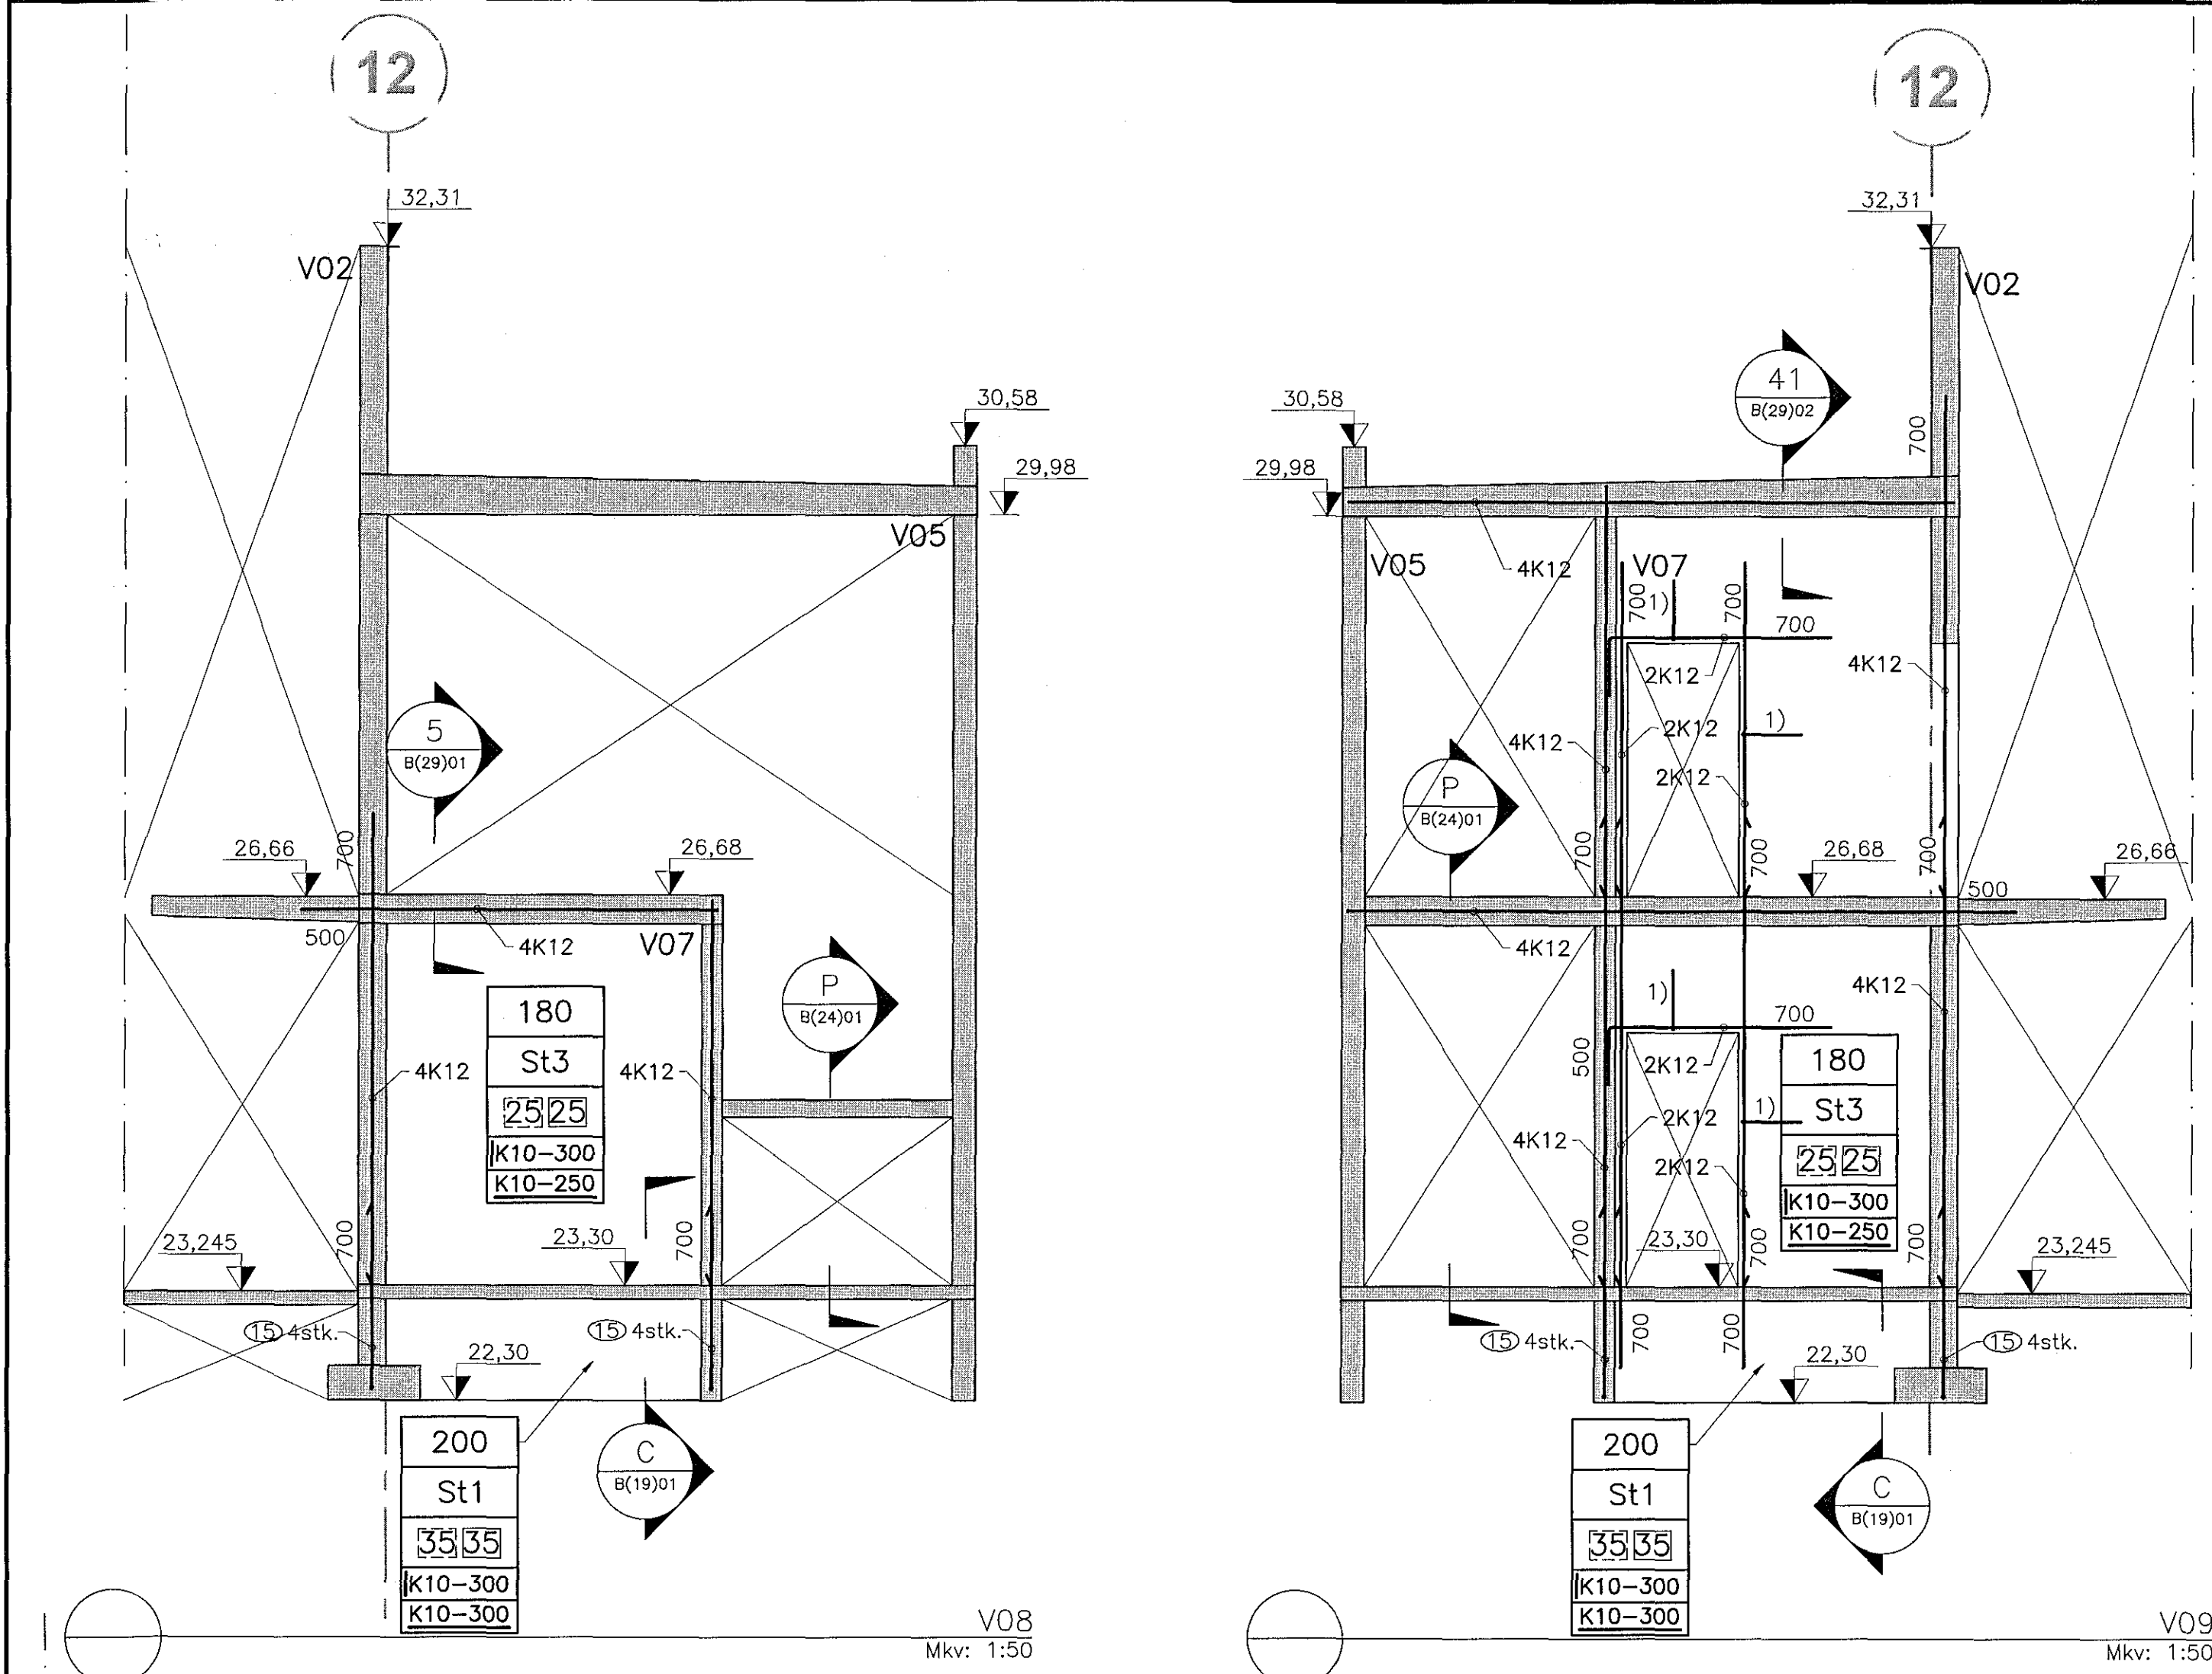 12
32,31
V02
30,58
29,98
V05
5
B(29)01
26,66
700
26,68
500
4K12
V07
180
St3
25 25
K10-300
K10-250
P
B(24)01
4K12
4K12
23,245
700
23,30
700
15 4stk.
15 4stk.
22,30
200
St1
35 35
K10-300
K10-300
C
B(19)01
V08
Mkv: 1:50
12
32,31
V02
41
B(29)02
30,58
700
29,98
V05
4K12
V07
700
1)
700
700
2K12
4K12
4K12
2K12
1)
2K12
P
B(24)01
700
700
26,68
700
500
26,66
4K12
4K12
1)
700
500
2K12
180
St3
25 25
K10-300
K10-250
4K12
2K12
1)
2K12
700
23,30
700
700
23,245
15 4stk.
700
700
22,30
15 4stk.
200
St1
35 35
K10-300
K10-300
C
B(19)01
V09
Mkv: 1:50